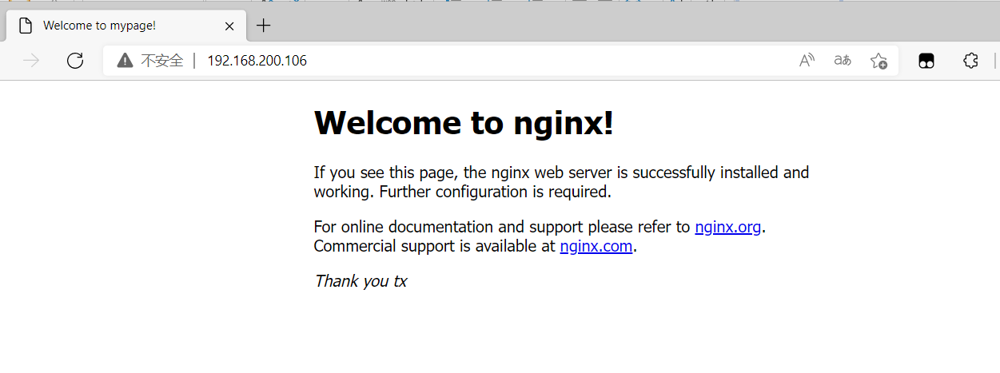 Welcome to mypage!
不安全 192.168.200.106
Welcome to nginx!
If you see this page, the nginx web server is successfully installed and
working. Further configuration is required.
For online documentation and support please refer to nginx.org.
Commercial support is available at nginx.com.
Thank you tx